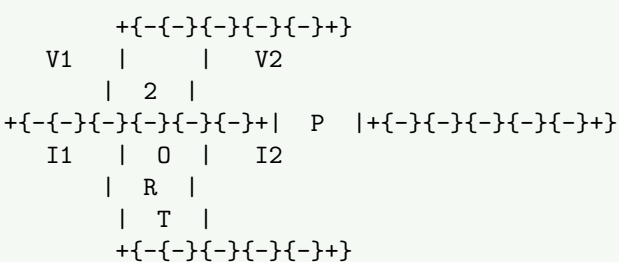 +{-{-}{-}{-}{-}+}
V1 | | V2
| 2 |
+{-{-}{-}{-}{-}{-}+| P |+{-}{-}{-}{-}{-}+}
I1 | O | I2
| R |
| T |
+{-{-}{-}{-}{-}+}